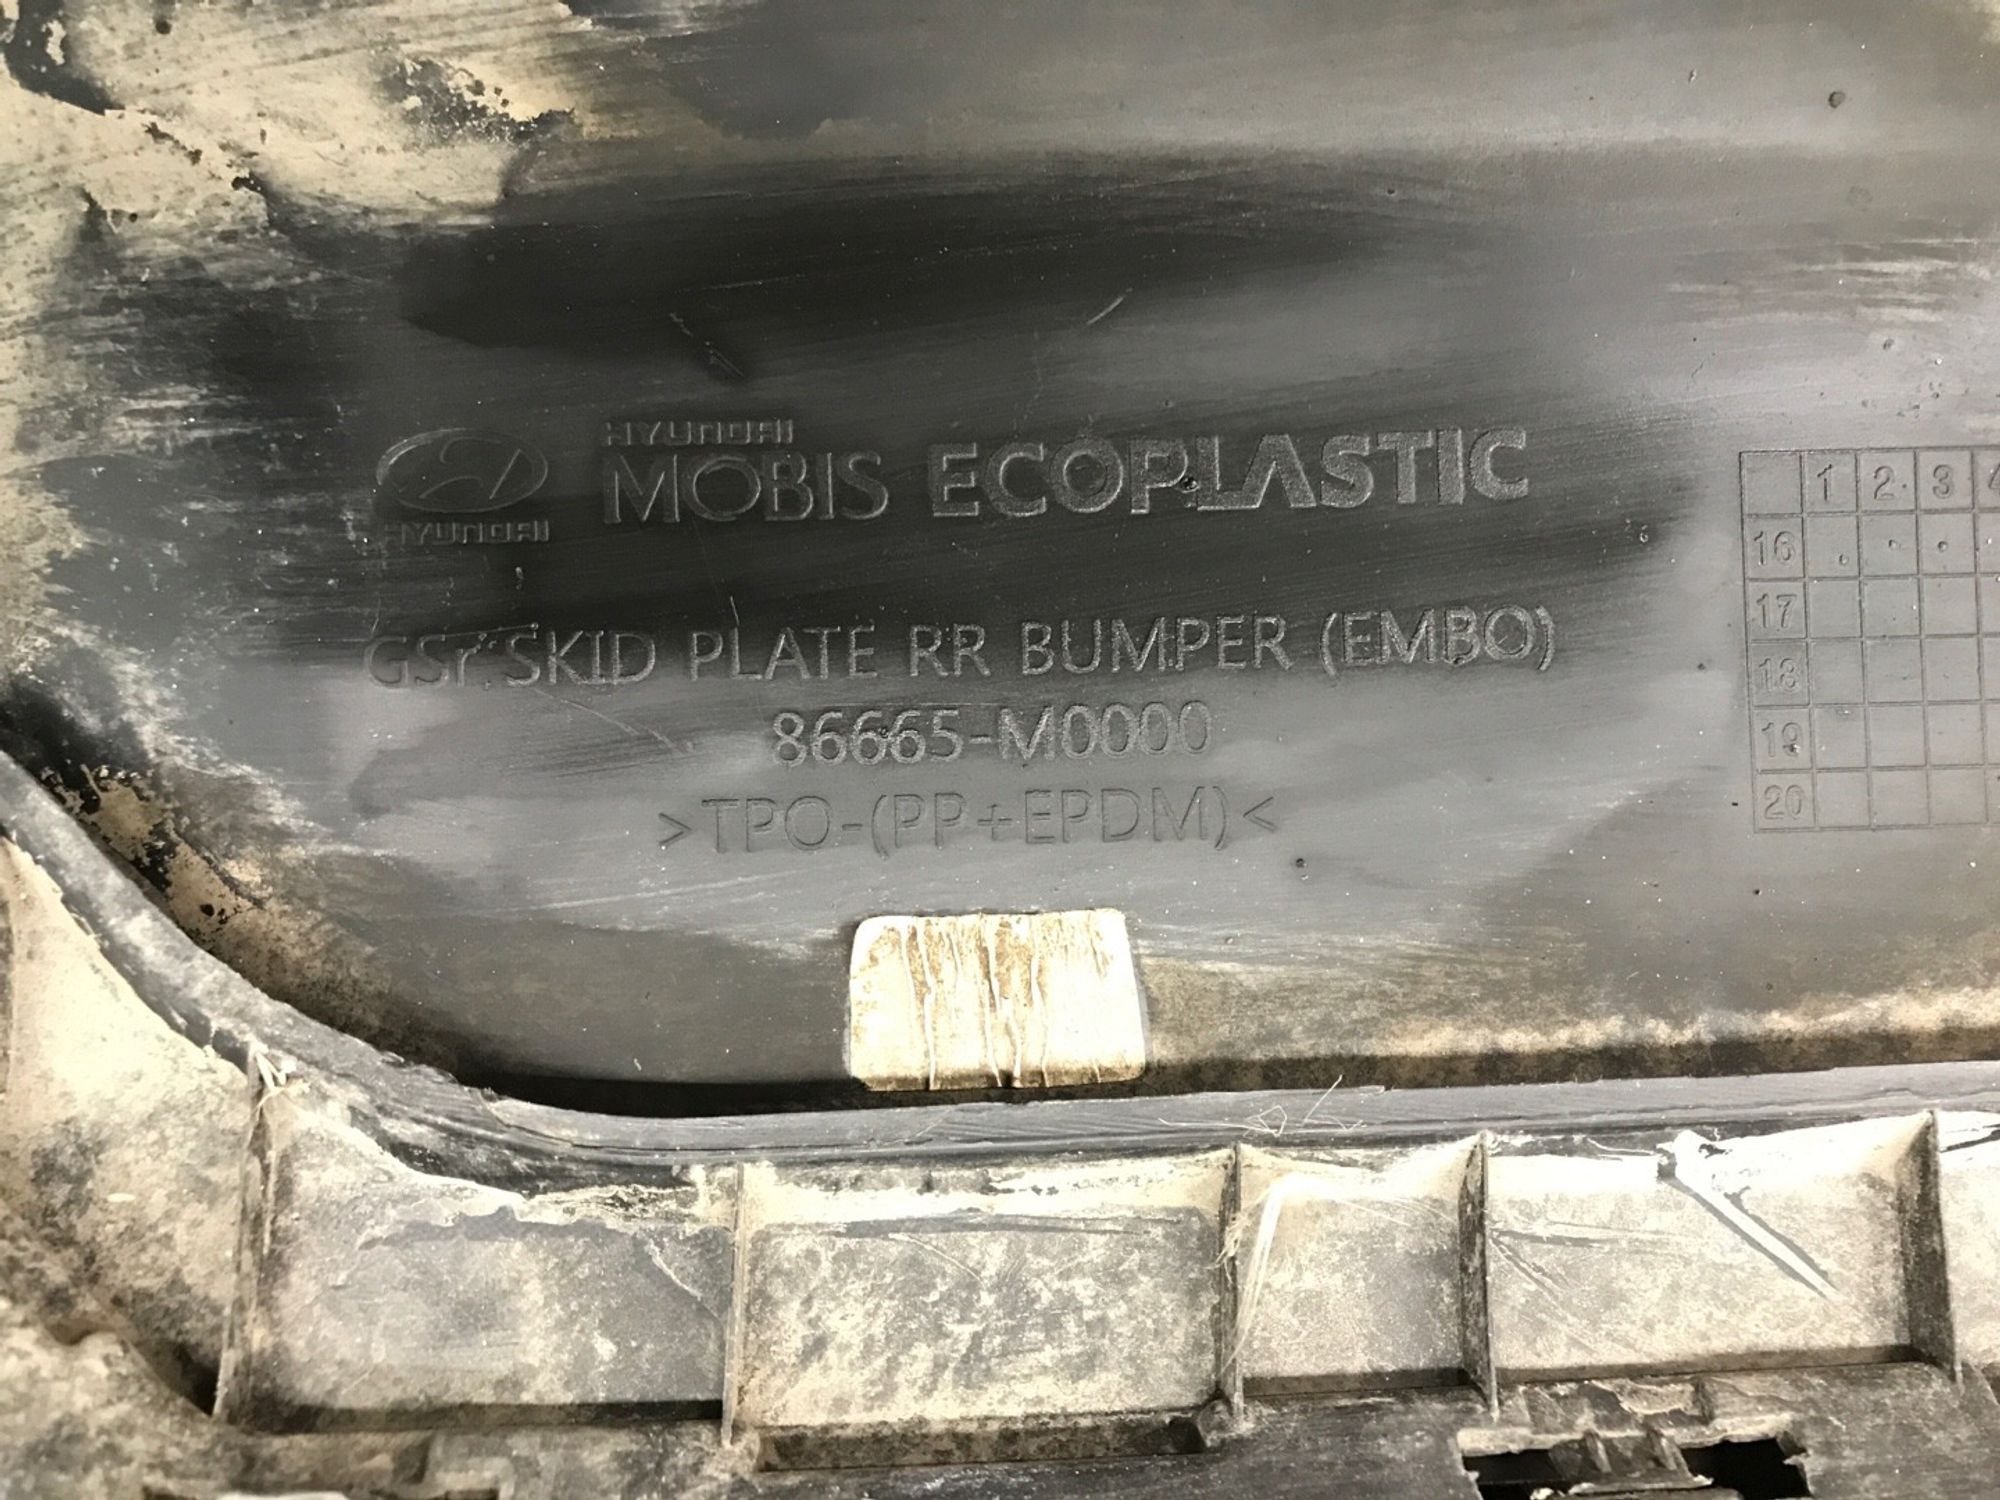 HYUNDAI
HYUNDAI
MOBIS ECOPLASTIC
SKID PLATE RR BUMPER (EMBO)
86665-M0000
>TPO-(PP+EPDM)<
1 2 3 4
16
17
18
19
20